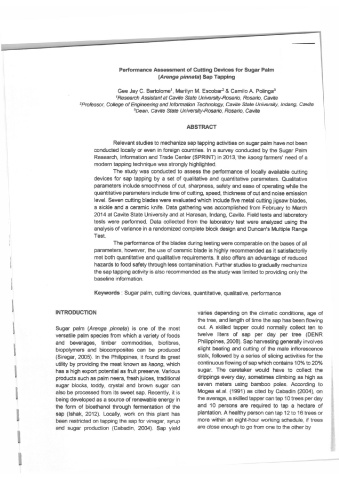 Performance Assessment of Cutting Devices for Sugar Palm
(Arenga pinnata) Sap Tapping
Gee Jay C. Bartolome¹, Marilyn M. Escobar² & Camilo A. Polinga³
¹Research Assistant at Cavite State University-Rosario, Rosario, Cavite
²Professor, College of Engineering and Information Technology, Cavite State University, Indang, Cavite
³Dean, Cavite State University-Rosario, Rosario, Cavite
ABSTRACT
Relevant studies to mechanize sap tapping activities on sugar palm have not been
conducted locally or even in foreign countries. In a survey conducted by the Sugar Palm
Research, Information and Trade Center (SPRINT) in 2013, the kaong farmers' need of a
modern tapping technique was strongly highlighted.
The study was conducted to assess the performance of locally available cutting
devices for sap tapping by a set of qualitative and quantitative parameters. Qualitative
parameters include smoothness of cut, sharpness, safety and ease of operating while the
quantitative parameters include time of cutting, speed, thickness of cut and noise emission
level. Seven cutting blades were evaluated which include five metal cutting jigsaw blades,
a sickle and a ceramic knife. Data gathering was accomplished from February to March
2014 at Cavite State University and at Harasan, Indang, Cavite. Field tests and laboratory
tests were performed. Data collected from the laboratory test were analyzed using the
analysis of variance in a randomized complete block design and Duncan's Multiple Range
Test.
The performance of the blades during testing were comparable on the bases of all
parameters; however, the use of ceramic blade is highly recommended as it satisfactorily
met both quantitative and qualitative requirements. It also offers an advantage of reduced
hazards to food safety through less contamination. Further studies to gradually mechanize
the sap tapping activity is also recommended as the study was limited to providing only the
baseline information.
Keywords: Sugar palm, cutting devices, quantitative, qualitative, performance
INTRODUCTION
Sugar palm (Arenga pinnata) is one of the most
versatile palm species from which a variety of foods
and beverages, timber commodities, biofibres,
biopolymers and biocomposites can be produced
(Siregar, 2005). In the Philippines, it found its great
utility by providing the meat known as kaong, which
has a high export potential as fruit preserve. Various
products such as palm neera, fresh juices, traditional
sugar blocks, toddy, crystal and brown sugar can
also be processed from its sweet sap. Recently, it is
being developed as a source of renewable energy in
the form of bioethanol through fermentation of the
sap (Ishak, 2012). Locally, work on this plant has
been restricted on tapping the sap for vinegar, syrup
and sugar production (Cabadin, 2004). Sap yield
varies depending on the climatic conditions, age of
the tree, and length of time the sap has been flowing
out. A skilled tapper could normally collect ten to
twelve liters of sap per day per tree (DENR
Philippines, 2005). Sap harvesting generally involves
slight beating and cutting of the male inflorescence
stalk, followed by a series of slicing activities for the
continuous flowing of sap which contains 10% to 20%
sugar. The caretaker would have to collect the
drippings every day, sometimes climbing as high as
seven meters using bamboo poles. According to
Mogea et al. (1991) as cited by Cabadin (2004), on
the average, a skilled tapper can tap 10 trees per day
and 10 persons are required to tap a hectare of
plantation. A healthy person can tap 12 to 16 trees or
more within an eight-hour working schedule, if trees
are close enough to go from one to the other by